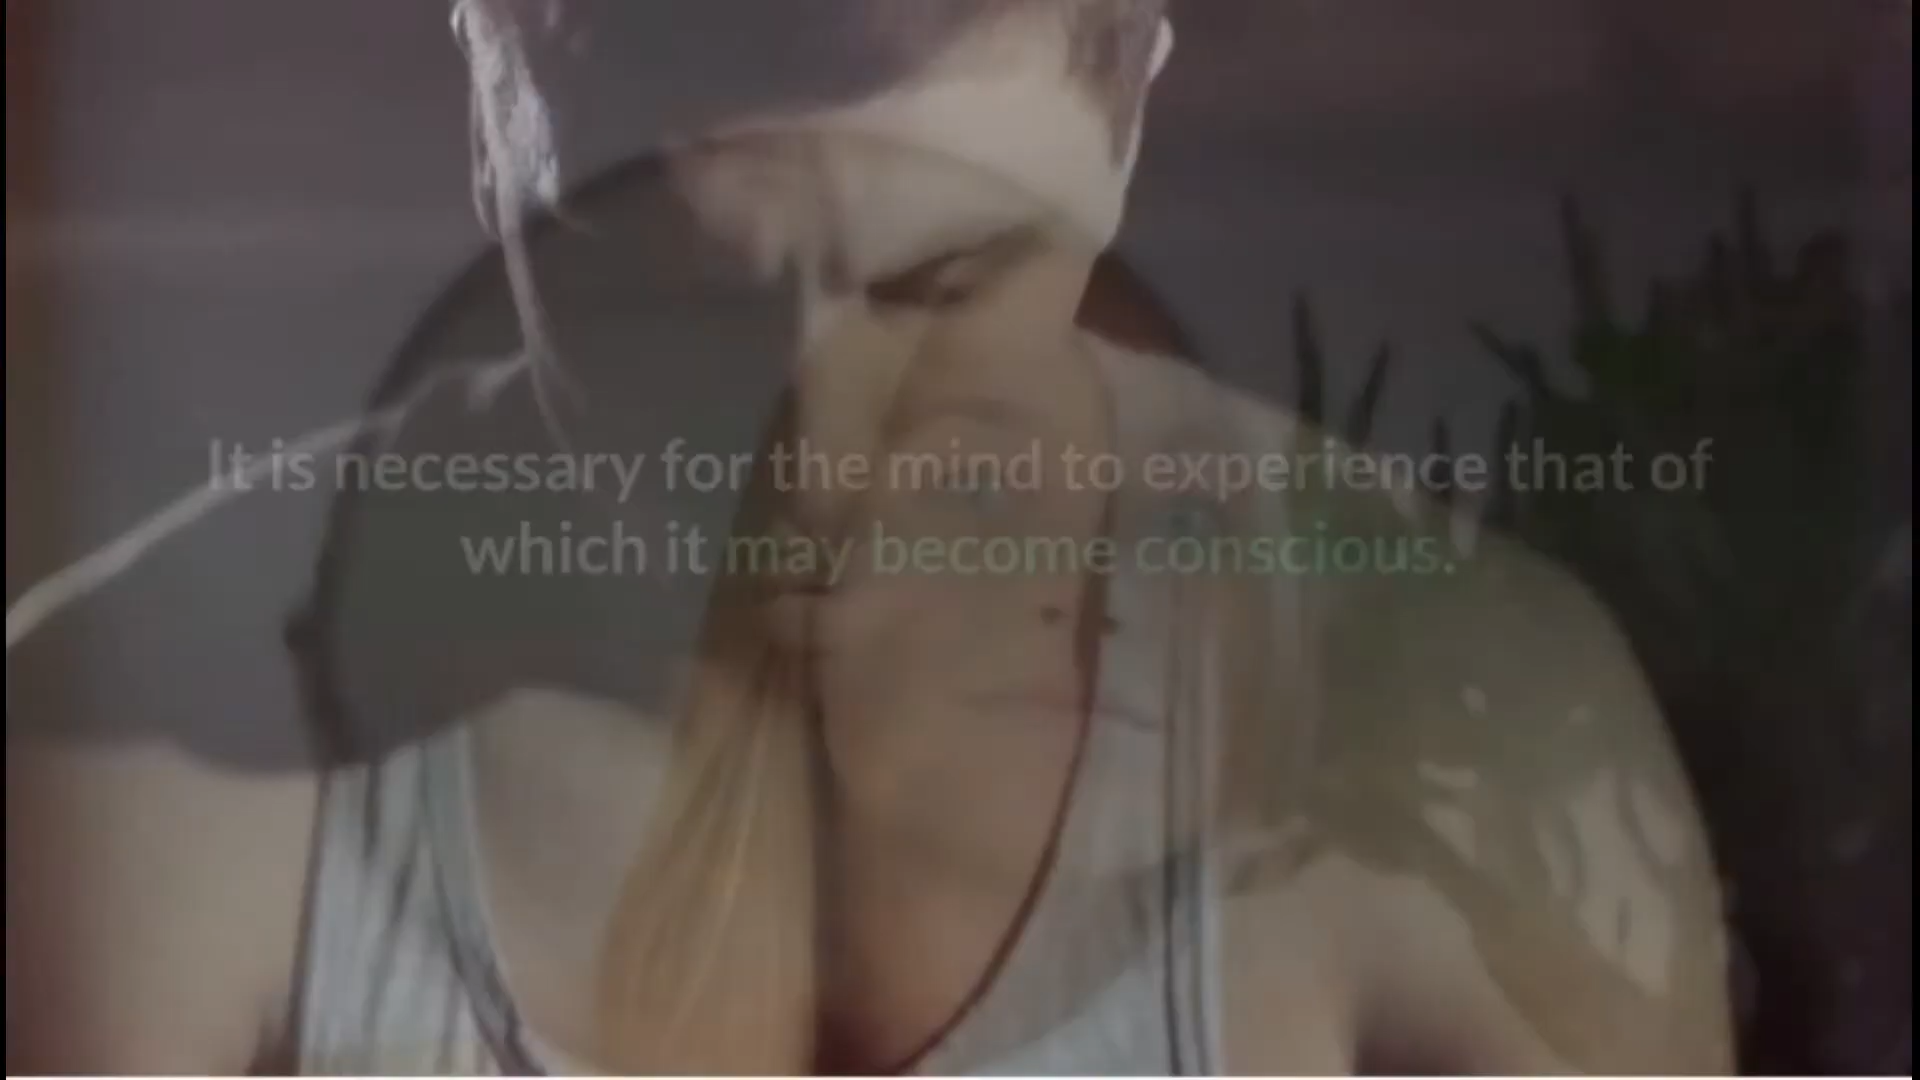 It is necessary for the mind to experience that of
which it may become conscious.